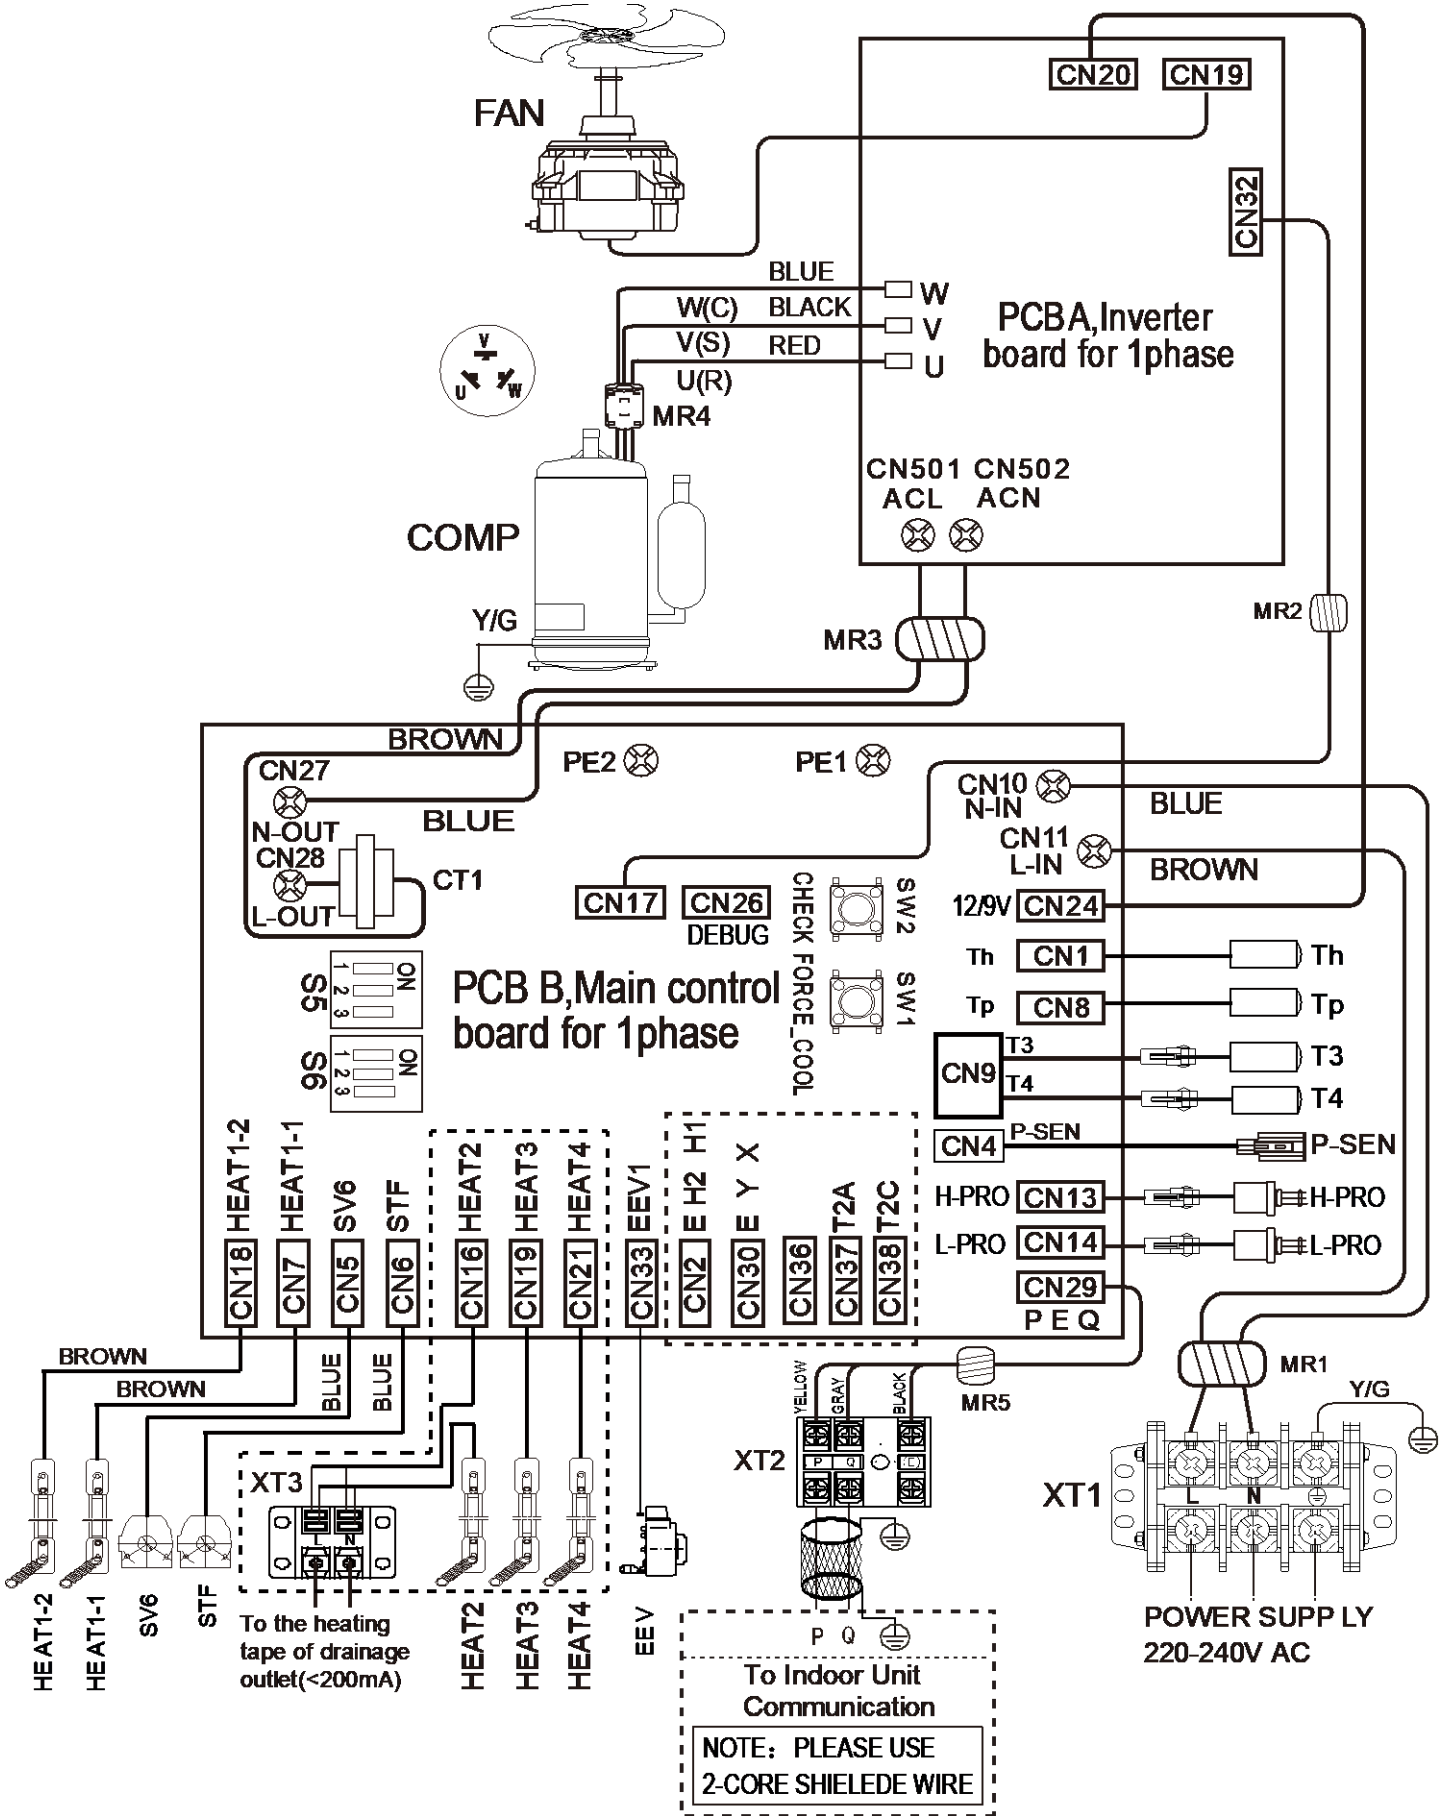 CN20
CN19
FAN
CN32
BLUE
W
W(C)
BLACK
V
V(S)
RED
U
U(R)
PCBA,Inverter
board for 1phase
V
U
W
MR4
CN501
CN502
ACL
ACN
COMP
Y/G
MR3
MR2
BROWN
CN27
PE2
PE1
CN10
N-IN
BLUE
BLUE
N-OUT
CN28
CN11
L-IN
BROWN
CT1
L-OUT
CN17
CN26
DEBUG
CHECK FORCE_COOL
SW2
SW1
12/9V
CN24
Th
CN1
Th
Tp
CN8
Tp
S5
1 2 3
ON
PCB B,Main control
board for 1phase
S6
1 2 3
ON
CN9
T3
T3
T4
T4
CN4
P-SEN
P-SEN
H-PRO
CN13
H-PRO
L-PRO
CN14
L-PRO
CN29
P E Q
HEAT1-2
HEAT1-1
SV6
STF
HEAT2
HEAT3
HEAT4
EEV1
E H2 H1
E Y X
T2A
T2C
CN18
CN7
CN5
CN6
CN16
CN19
CN21
CN33
CN2
CN30
CN36
CN37
CN38
BROWN
BROWN
BLUE
BLUE
YELLOW
GRAY
BLACK
MR5
MR1
Y/G
XT3
L
N
XT2
P
Q
E
XT1
L
N
HEAT1-2
HEAT1-1
SV6
STF
To the heating
tape of drainage
outlet(<200mA)
HEAT2
HEAT3
HEAT4
EEV
P
Q
To Indoor Unit
Communication
NOTE: PLEASE USE
2-CORE SHIELEDE WIRE
POWER SUPP LY
220-240V AC